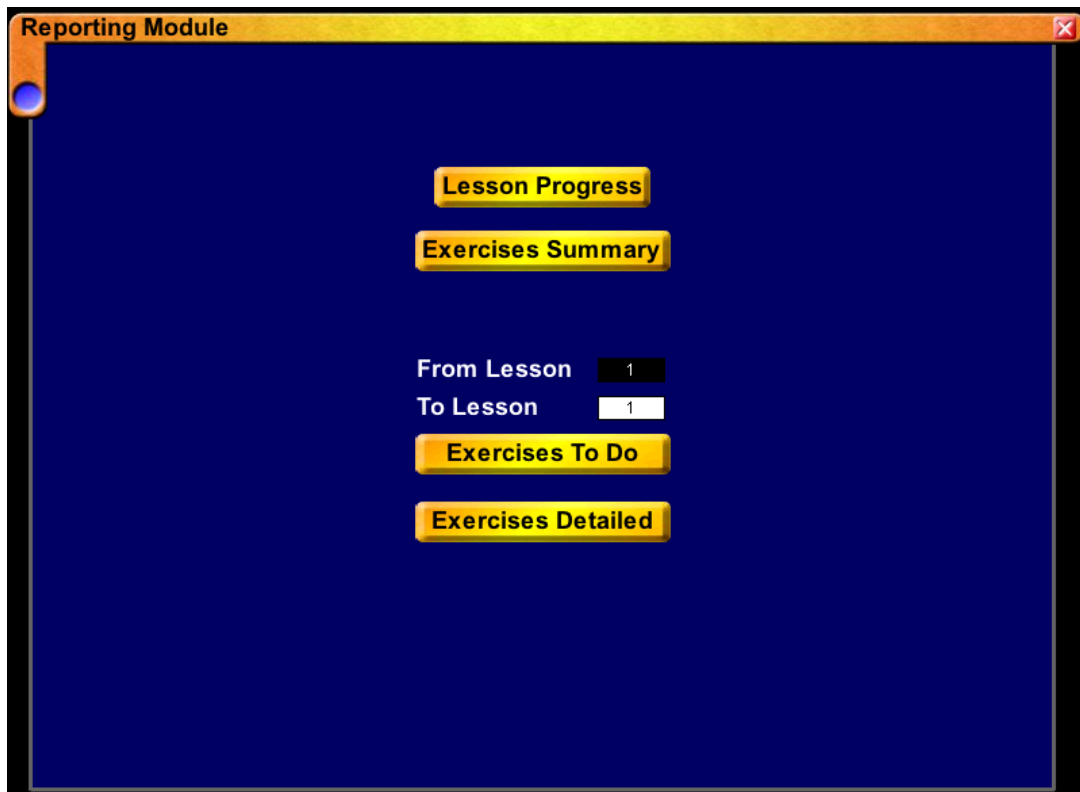 Reporting Module
Lesson Progress
Exercises Summary
From Lesson 1
To Lesson 1
Exercises To Do
Exercises Detailed